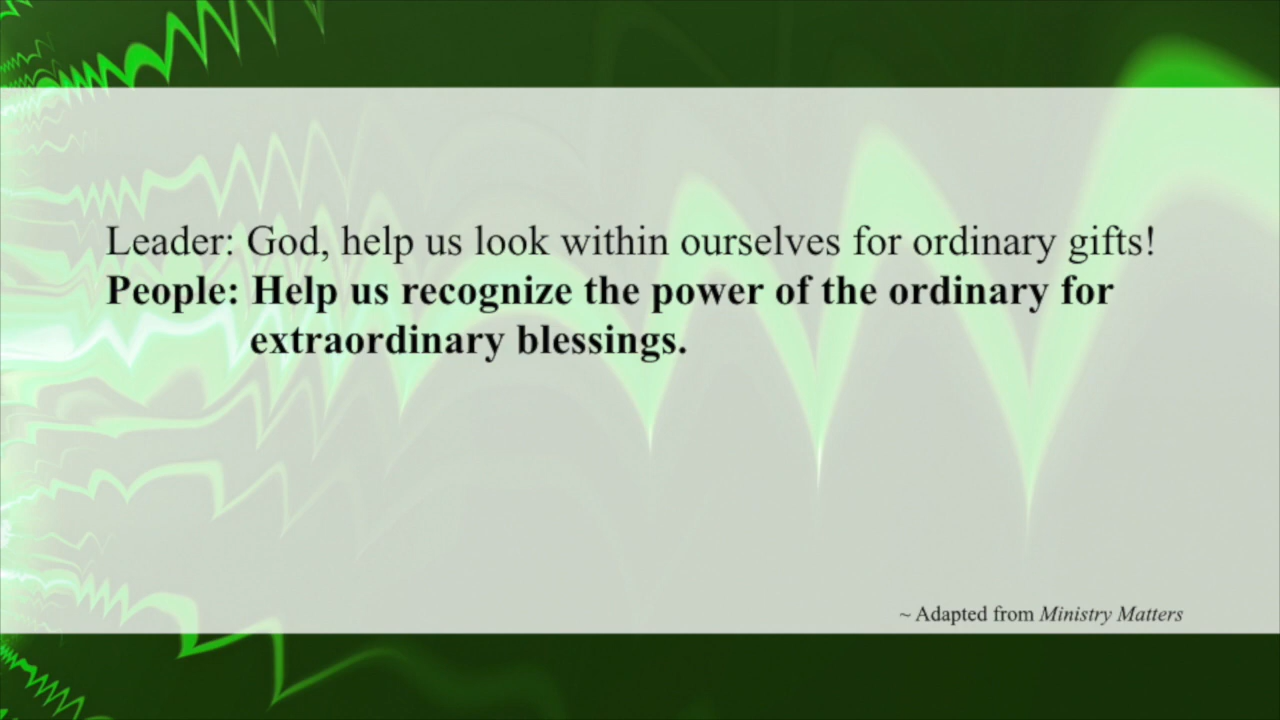 Leader: God, help us look within ourselves for ordinary gifts!
People: Help us recognize the power of the ordinary for
extraordinary blessings.
~ Adapted from Ministry Matters